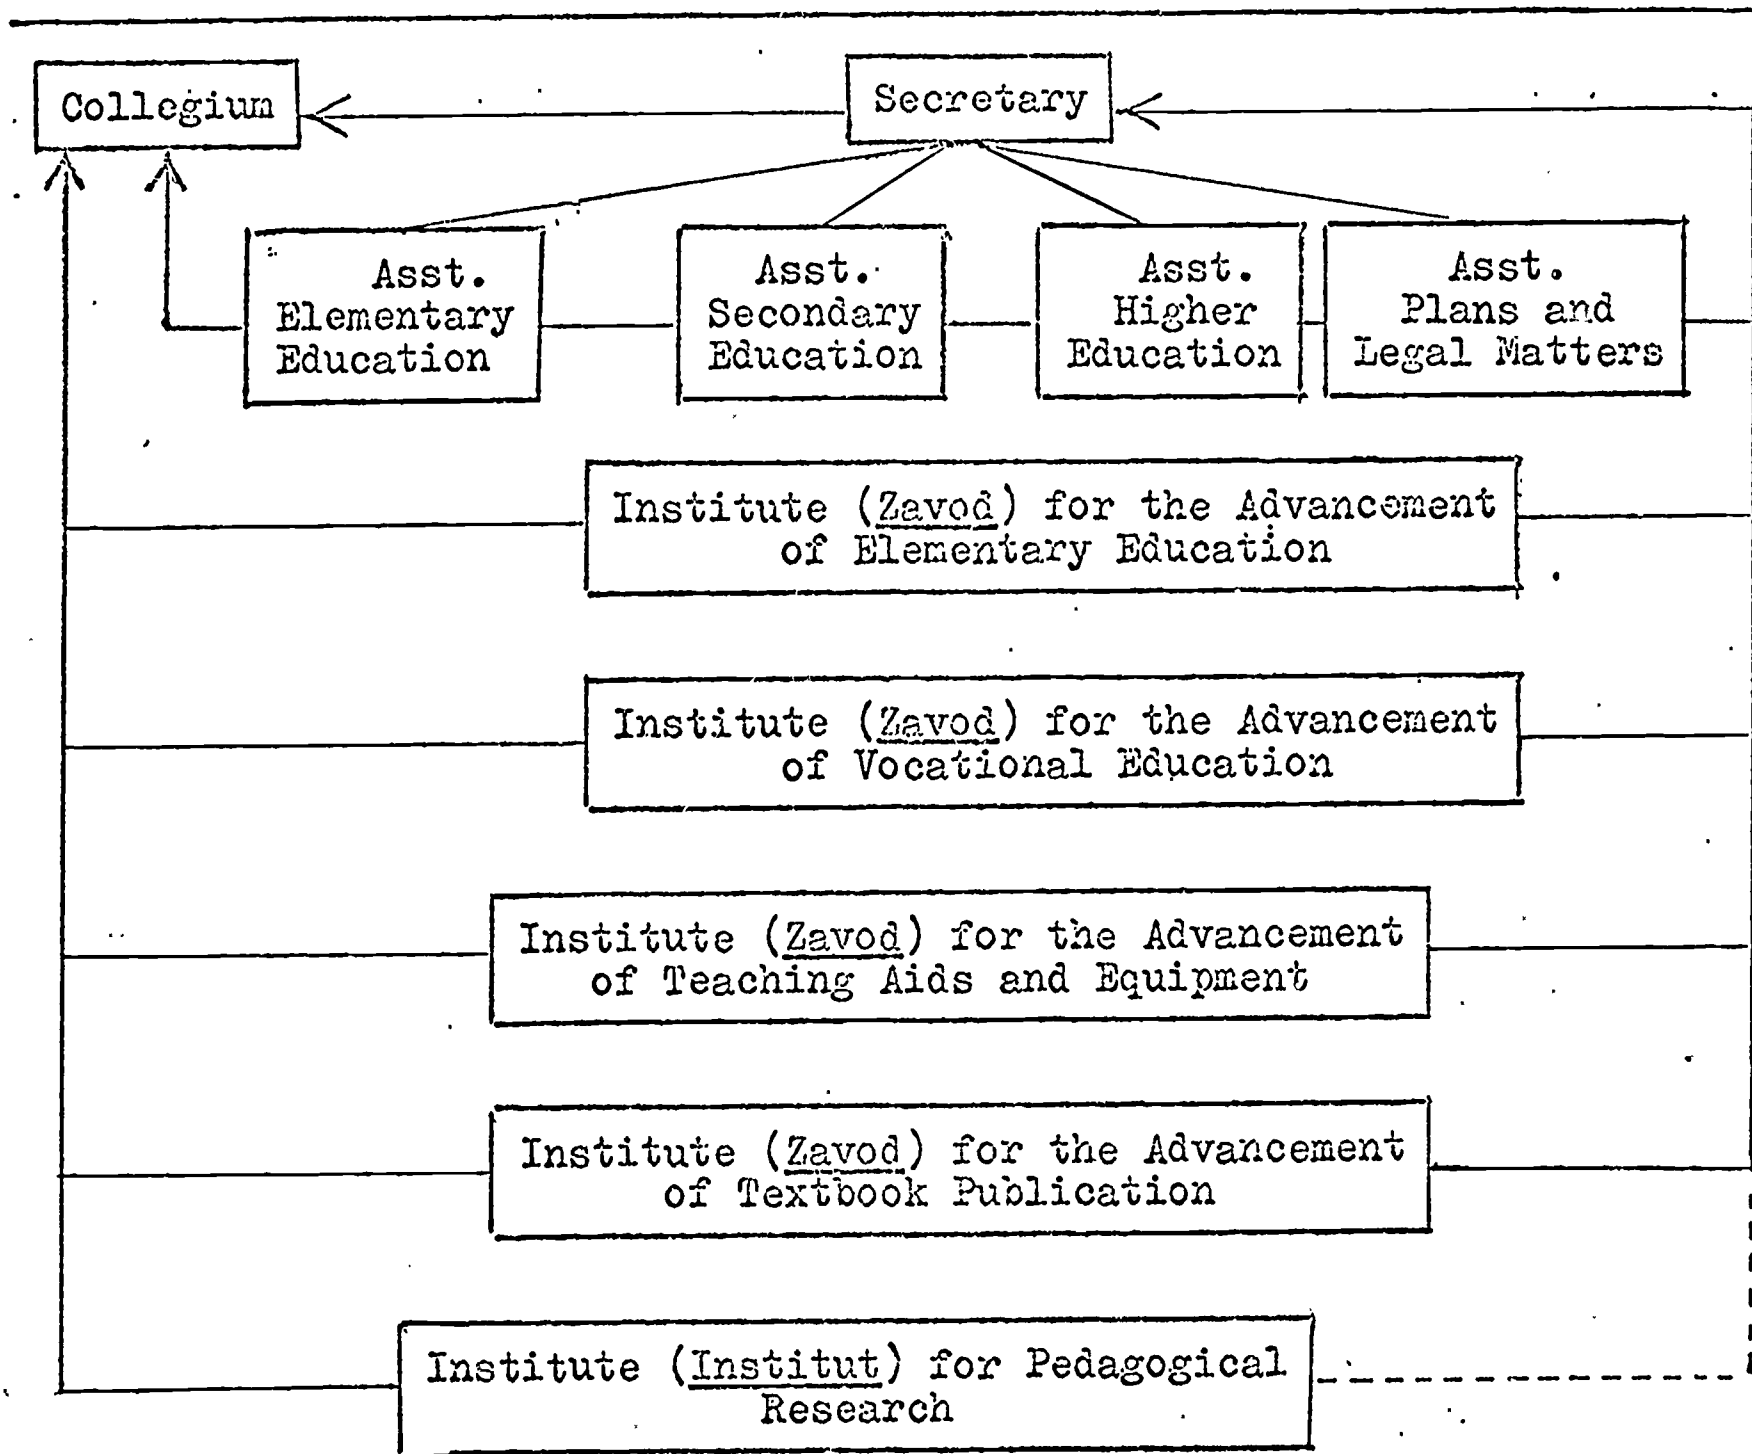 Collegium
Secretary
Asst.
Elementary
Education
Asst.
Secondary
Education
Asst.
Higher
Education
Asst.
Plans and
Legal Matters
Institute (Zavod) for the Advancement
of Elementary Education
Institute (Zavod) for the Advancement
of Vocational Education
Institute (Zavod) for the Advancement
of Teaching Aids and Equipment
Institute (Zavod) for the Advancement
of Textbook Publication
Institute (Institut) for Pedagogical
Research